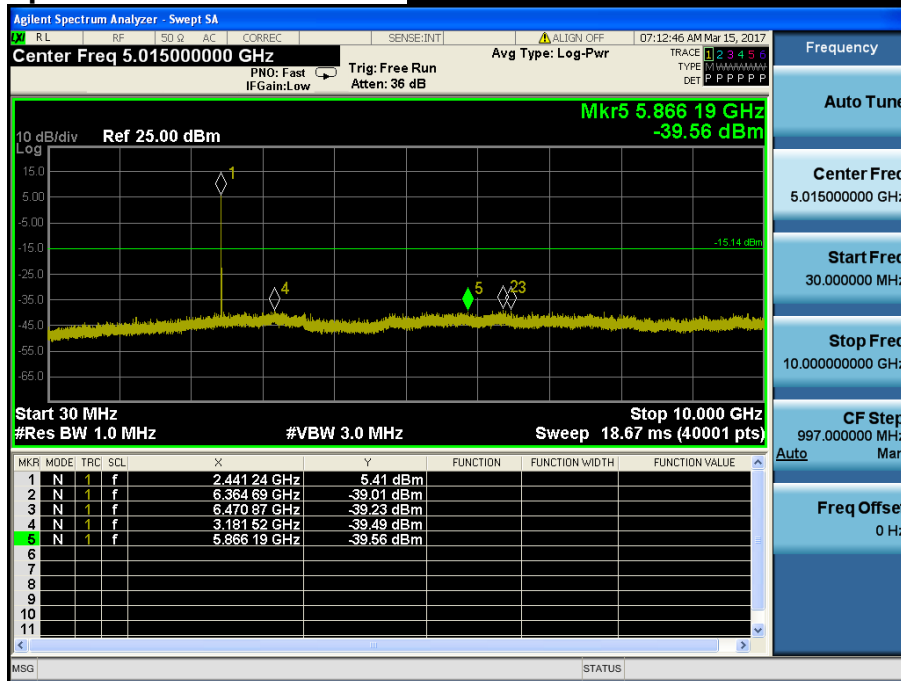 Agilent Spectrum Analyzer - Swept SA
LXI RL RF 50 Ω AC CORREC SENSE:INT ALIGN OFF 07:12:46 AM Mar 15, 2017
Center Freq 5.015000000 GHz Avg Type: Log-Pwr TRACE 1 2 3 4 5 6
PNO: Fast Trig: Free Run TYPE M WWWWW
IFGain:Low Atten: 36 dB DET P P P P P P
Mkr5 5.866 19 GHz
10 dB/div Ref 25.00 dBm -39.56 dBm
Log
15.0
5.00
-5.00
-15.0
-25.0
-35.0
-45.0
-55.0
-65.0
1
-15.14 dBm
4 5 23
Start 30 MHz Stop 10.000 GHz
#Res BW 1.0 MHz #VBW 3.0 MHz Sweep 18.67 ms (40001 pts)
MKR MODE TRC SCL X Y FUNCTION FUNCTION WIDTH FUNCTION VALUE
1 N 1 f 2.441 24 GHz 5.41 dBm
2 N 1 f 6.364 69 GHz -39.01 dBm
3 N 1 f 6.470 87 GHz -39.23 dBm
4 N 1 f 3.181 52 GHz -39.49 dBm
5 N 1 f 5.866 19 GHz -39.56 dBm
6
7
8
9
10
11
MSG STATUS
Frequency
Auto Tune
Center Freq
5.015000000 GHz
Start Freq
30.000000 MHz
Stop Freq
10.000000000 GHz
CF Step
997.000000 MHz
Auto Man
Freq Offset
0 Hz